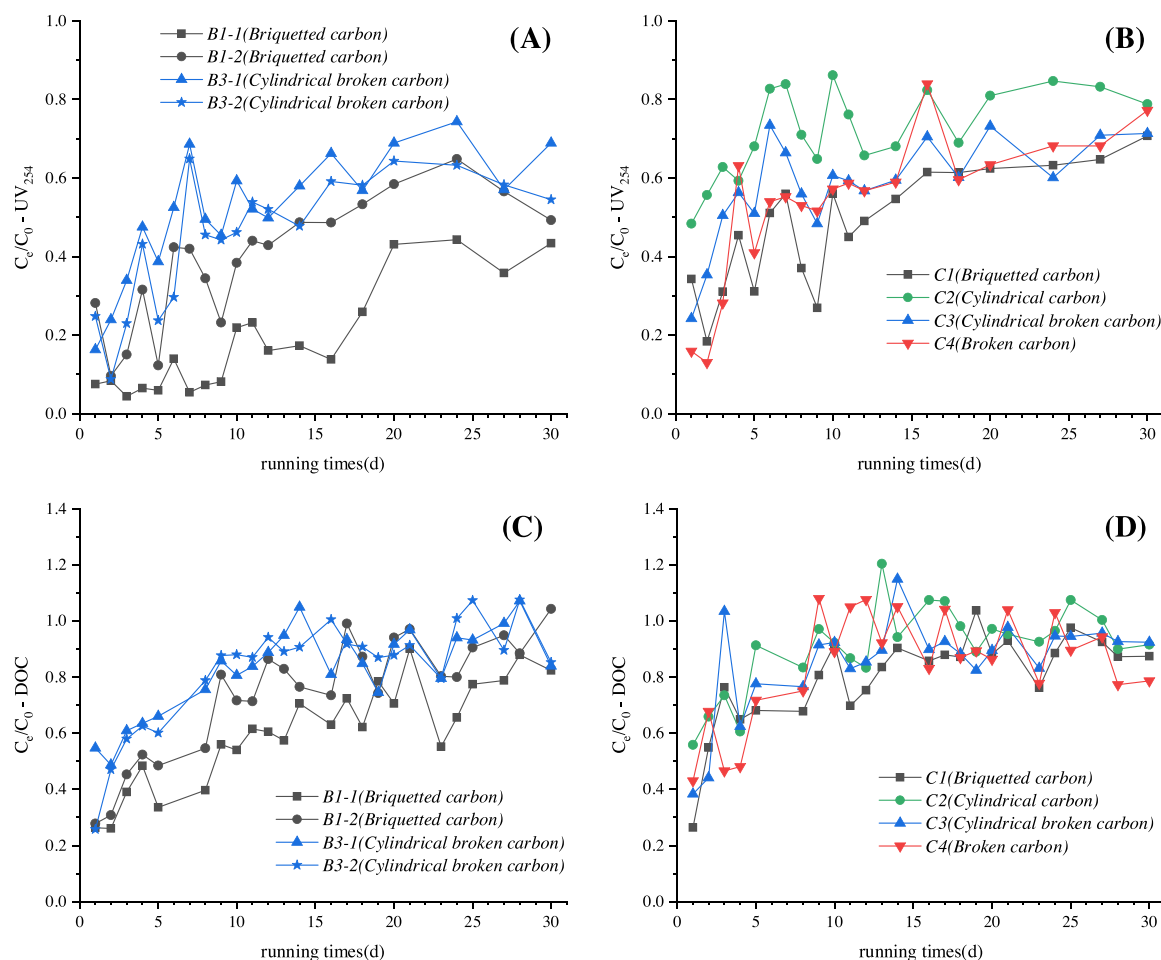 (A)
B1-1(Briquetted carbon)
B1-2(Briquetted carbon)
B3-1(Cylindrical broken carbon)
B3-2(Cylindrical broken carbon)
1.0
0.8
0.6
0.4
0.2
0.0
Ce/C0 - UV254
0 5 10 15 20 25 30
running times(d)
(B)
1.0
0.8
0.6
0.4
0.2
0.0
Ce/C0 - UV254
C1(Briquetted carbon)
C2(Cylindrical carbon)
C3(Cylindrical broken carbon)
C4(Broken carbon)
0 5 10 15 20 25 30
running times(d)
(C)
1.4
1.2
1.0
0.8
0.6
0.4
0.2
0.0
Ce/C0 - DOC
B1-1(Briquetted carbon)
B1-2(Briquetted carbon)
B3-1(Cylindrical broken carbon)
B3-2(Cylindrical broken carbon)
0 5 10 15 20 25 30
running times(d)
(D)
1.4
1.2
1.0
0.8
0.6
0.4
0.2
0.0
Ce/C0 - DOC
C1(Briquetted carbon)
C2(Cylindrical carbon)
C3(Cylindrical broken carbon)
C4(Broken carbon)
0 5 10 15 20 25 30
running times(d)